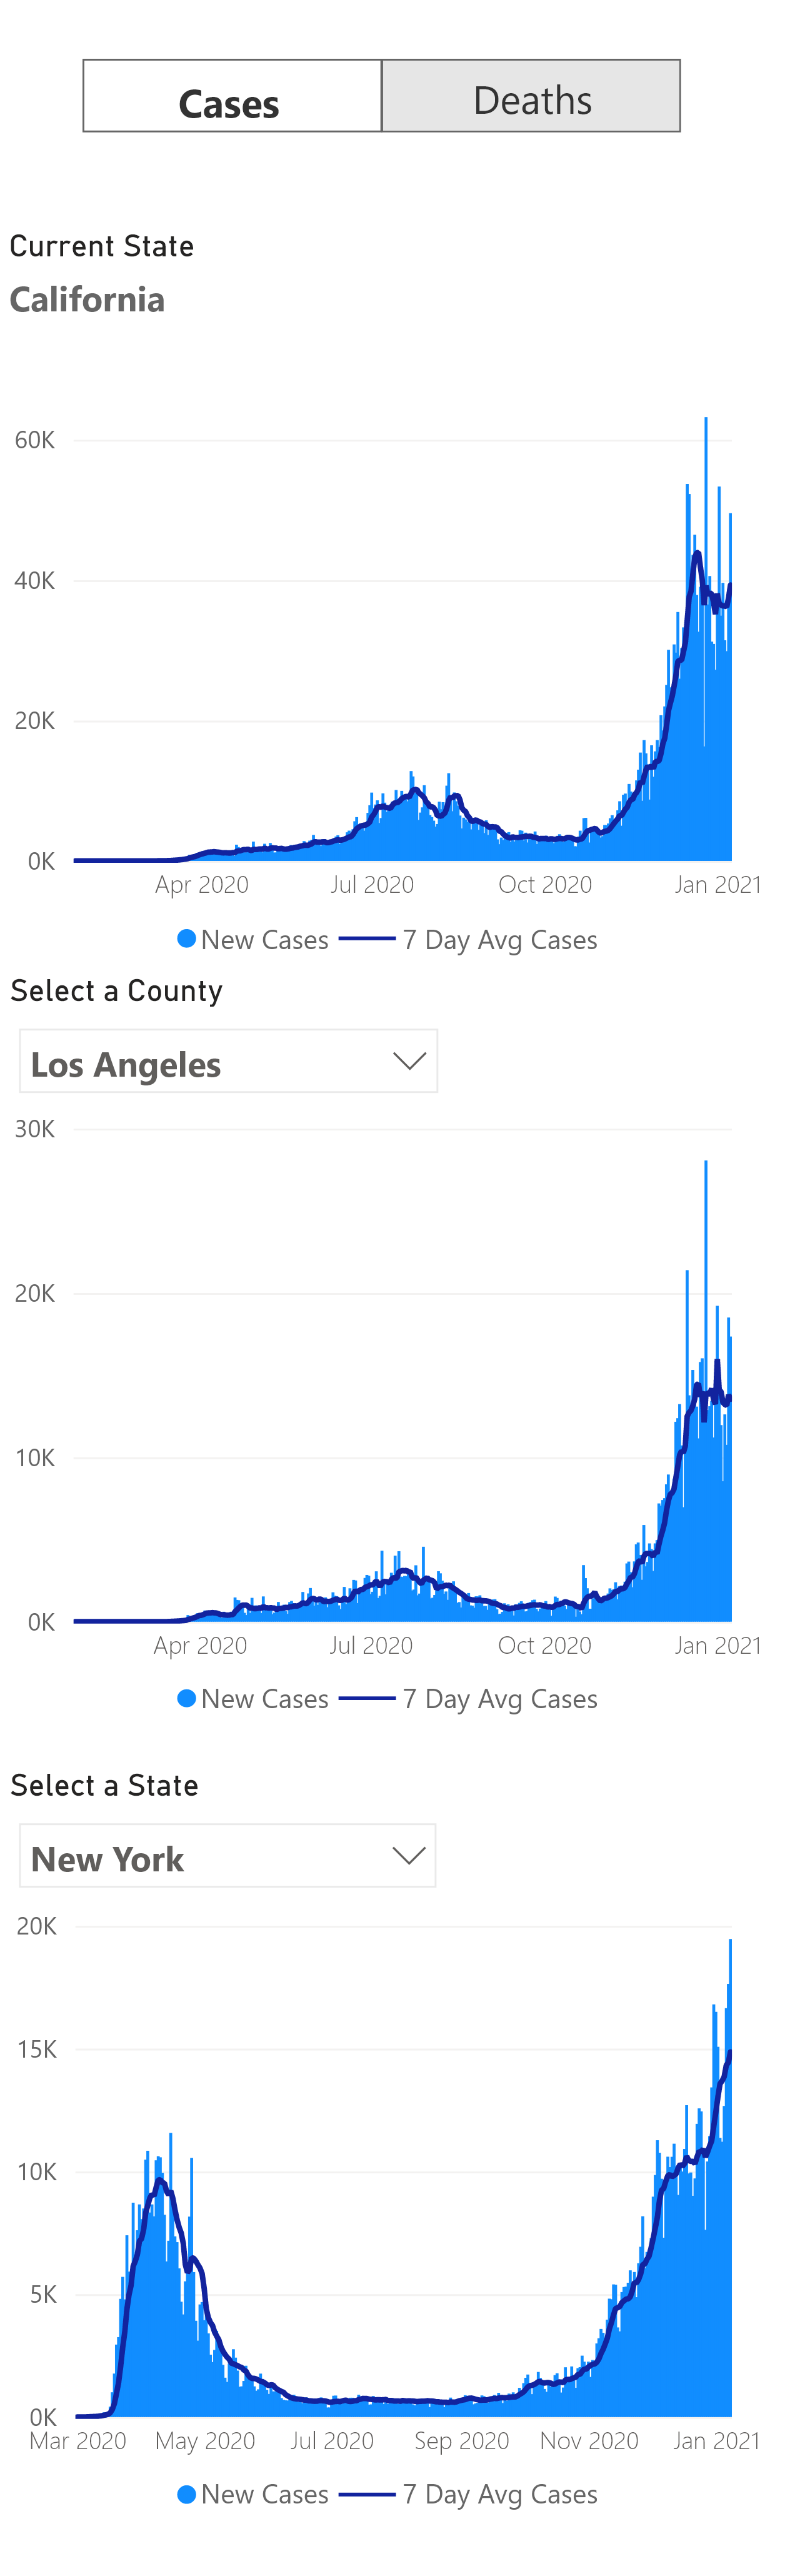 Cases Deaths
Current State
California
60K
40K
20K
0K
Apr 2020 Jul 2020 Oct 2020 Jan 2021
New Cases 7 Day Avg Cases
Select a County
Los Angeles
30K
20K
10K
0K
Apr 2020 Jul 2020 Oct 2020 Jan 2021
New Cases 7 Day Avg Cases
Select a State
New York
20K
15K
10K
5K
0K
Mar 2020 May 2020 Jul 2020 Sep 2020 Nov 2020 Jan 2021
New Cases 7 Day Avg Cases